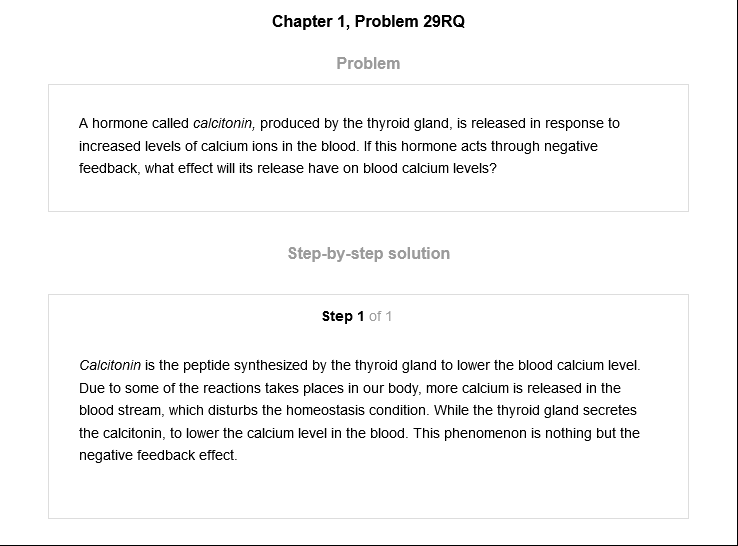 Chapter 1, Problem 29RQ
Problem
A hormone called calcitonin, produced by the thyroid gland, is released in response to
increased levels of calcium ions in the blood. If this hormone acts through negative
feedback, what effect will its release have on blood calcium levels?
Step-by-step solution
Step 1 of 1
Calcitonin is the peptide synthesized by the thyroid gland to lower the blood calcium level.
Due to some of the reactions takes places in our body, more calcium is released in the
blood stream, which disturbs the homeostasis condition. While the thyroid gland secretes
the calcitonin, to lower the calcium level in the blood. This phenomenon is nothing but the
negative feedback effect.